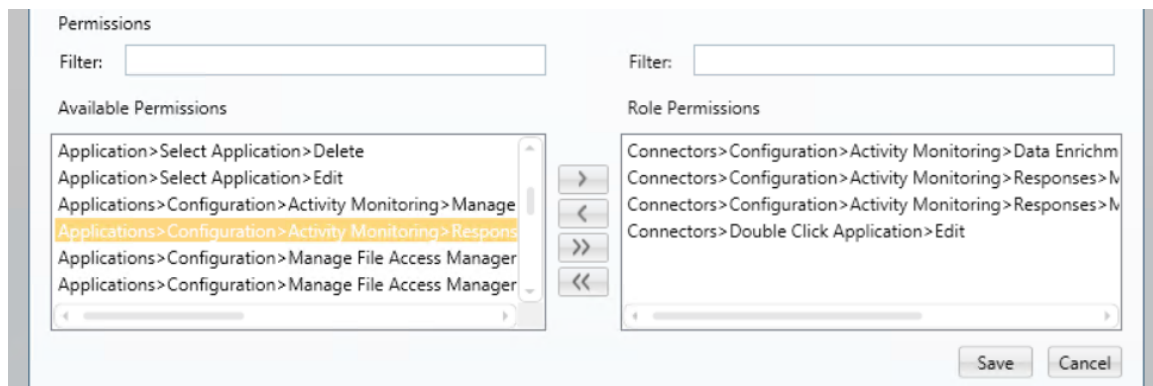 Permissions
Filter:
Filter:
Available Permissions
Role Permissions
Application>Select Application>Delete
Application>Select Application>Edit
Applications>Configuration>Activity Monitoring>Manage
Applications>Configuration>Activity Monitoring>Respons
Applications>Configuration>Manage File Access Manager
Applications>Configuration>Manage File Access Manager
>
<
>>
<<
Connectors>Configuration>Activity Monitoring>Data Enrichm
Connectors>Configuration>Activity Monitoring>Responses>M
Connectors>Configuration>Activity Monitoring>Responses>M
Connectors>Double Click Application>Edit
Save
Cancel